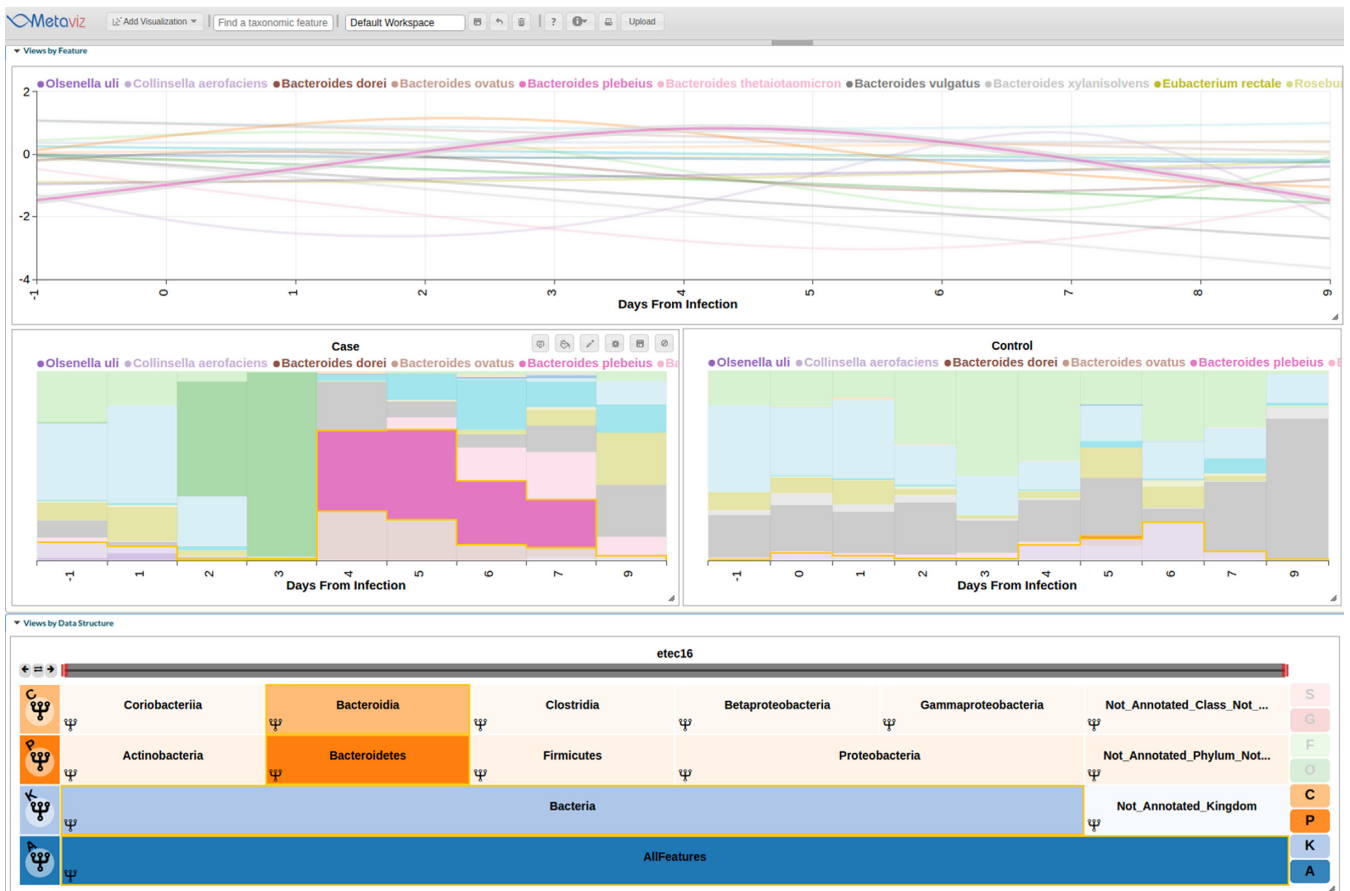 Metaviz Add Visualization Find a taxonomic feature Default Workspace ? Upload
Views by Feature
Olsenella uli Collinsella aerofaciens Bacteroides dorei Bacteroides ovatus Bacteroides plebeius Bacteroides thetaiotaomicron Bacteroides vulgatus Bacteroides xylanisolvens Eubacterium rectale Rosebur
2
0
-2
-4
-1 0 1 2 3 4 5 6 7 8 9
Days From Infection
Case
Olsenella uli Collinsella aerofaciens Bacteroides dorei Bacteroides ovatus Bacteroides plebeius Ba
-1 1 2 3 4 5 6 7 9
Days From Infection
Control
Olsenella uli Collinsella aerofaciens Bacteroides dorei Bacteroides ovatus Bacteroides plebeius
-1 0 1 2 3 4 5 6 7 9
Days From Infection
Views by Data Structure
etec16
C Coriobacteriia Bacteroidia Clostridia Betaproteobacteria Gammaproteobacteria Not_Annotated_Class_Not_... S
G
P Actinobacteria Bacteroidetes Firmicutes Proteobacteria Not_Annotated_Phylum_Not... F
O
K Bacteria Not_Annotated_Kingdom C
P
A AllFeatures K
A